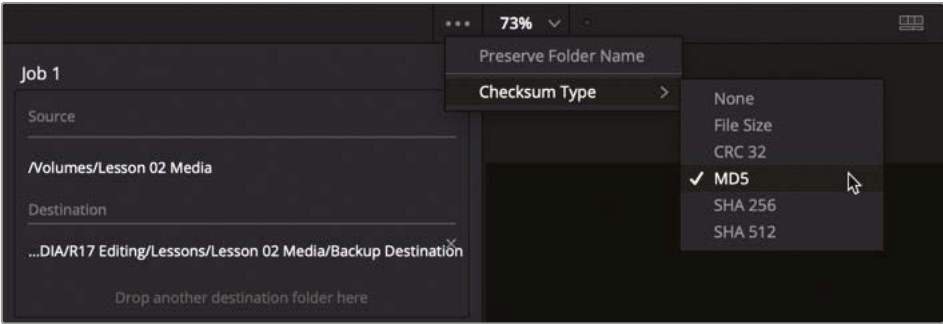 73%
Preserve Folder Name
Job 1
Checksum Type
Source
None
File Size
CRC 32
/Volumes/Lesson 02 Media
MD5
Destination
SHA 256
SHA 512
...DIA/R17 Editing/Lessons/Lesson 02 Media/Backup Destination
Drop another destination folder here